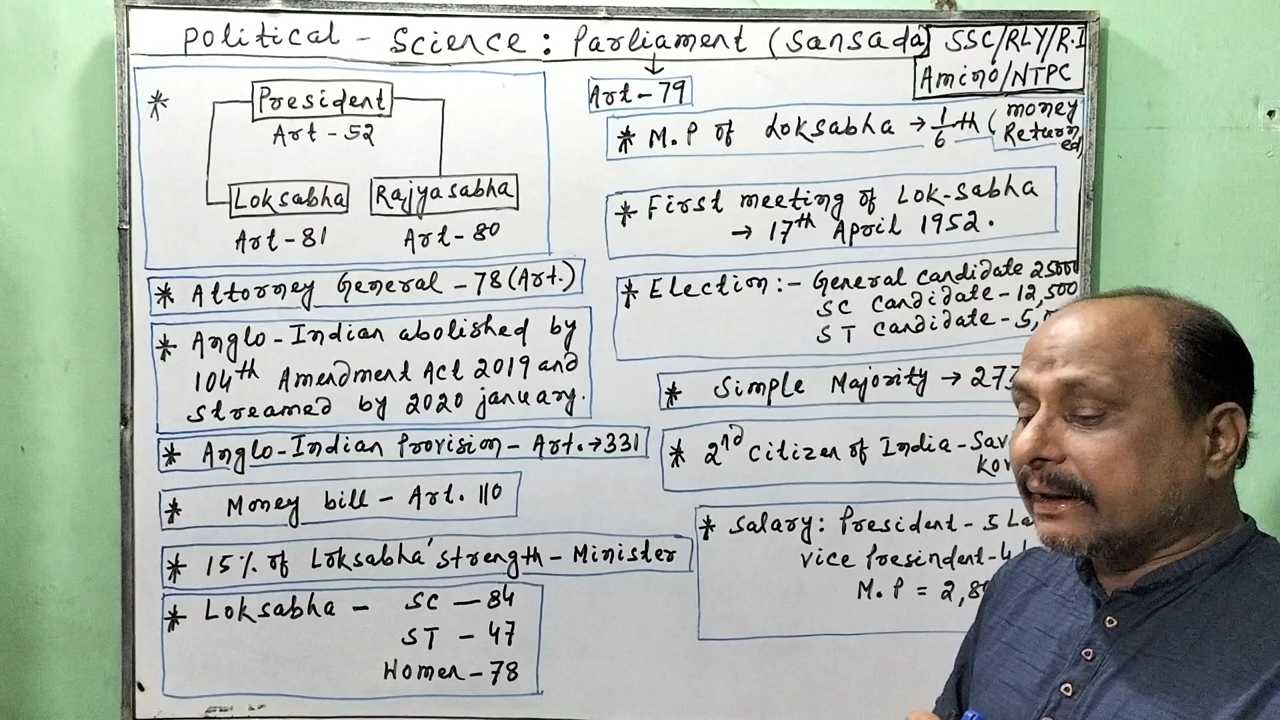 Political - Science : Parliament (Sansada)
SSC/RLY/R.I
Amino/NTPC
Art - 79
* President
Art - 52
Loksabha
Rajyasabha
Art - 81
Art - 80
* Attorney General - 78 (Art.)
* Anglo-Indian abolished by
104th Amendment Act 2019 and
streamed by 2020 january.
* Anglo-Indian Provision - Art. → 331
* Money bill - Art. 110
* 15% of Loksabha's strength - Minister
* Loksabha - SC — 84
ST - 47
Women - 78
* M.P of Loksabha → 1/6 th ( money
Returned)
* First meeting of Lok-Sabha
→ 17th April 1952.
* Election :- General candidate 25000
SC candidate - 12,500
ST candidate - 5,
* Simple Majority → 273
* 2nd Citizen of India -
* Salary : President - 5
vice Presindent - 4
M.P = 2,80